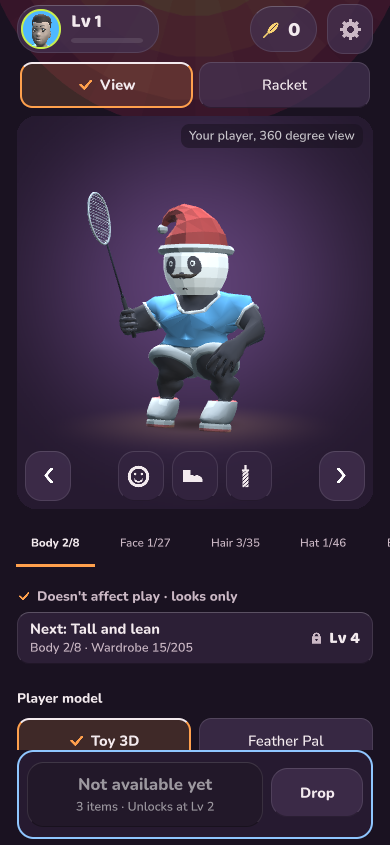 Lv 1
0
View
Racket
Your player, 360 degree view
Body 2/8
Face 1/27
Hair 3/35
Hat 1/46
Doesn't affect play · looks only
Next: Tall and lean
Body 2/8 · Wardrobe 15/205
Lv 4
Player model
Toy 3D
Feather Pal
Not available yet
3 items · Unlocks at Lv 2
Drop